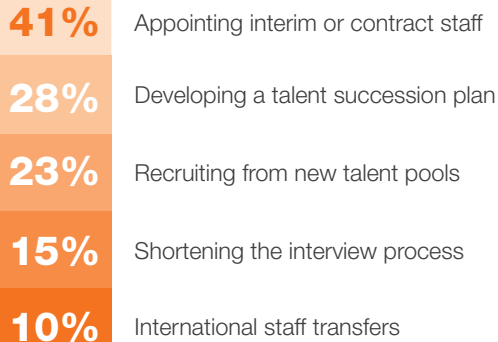 41% Appointing interim or contract staff
28% Developing a talent succession plan
23% Recruiting from new talent pools
15% Shortening the interview process
10% International staff transfers